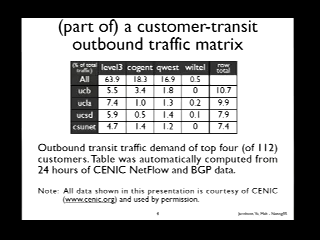 (part of) a customer-transit
outbound traffic matrix
(% of total traffic) level3 cogent qwest wiltel row total
All 63.9 18.3 16.9 0.5
ucb 5.5 3.4 1.8 0 10.7
ucla 7.4 1.0 1.3 0.2 9.9
ucsd 5.9 0.5 1.4 0.1 7.9
csunet 4.7 1.4 1.2 0 7.4
Outbound transit traffic demand of top four (of 112)
customers. Table was automatically computed from
24 hours of CENIC NetFlow and BGP data.
Note: All data shown in this presentation is courtesy of CENIC
(www.cenic.org) and used by permission.